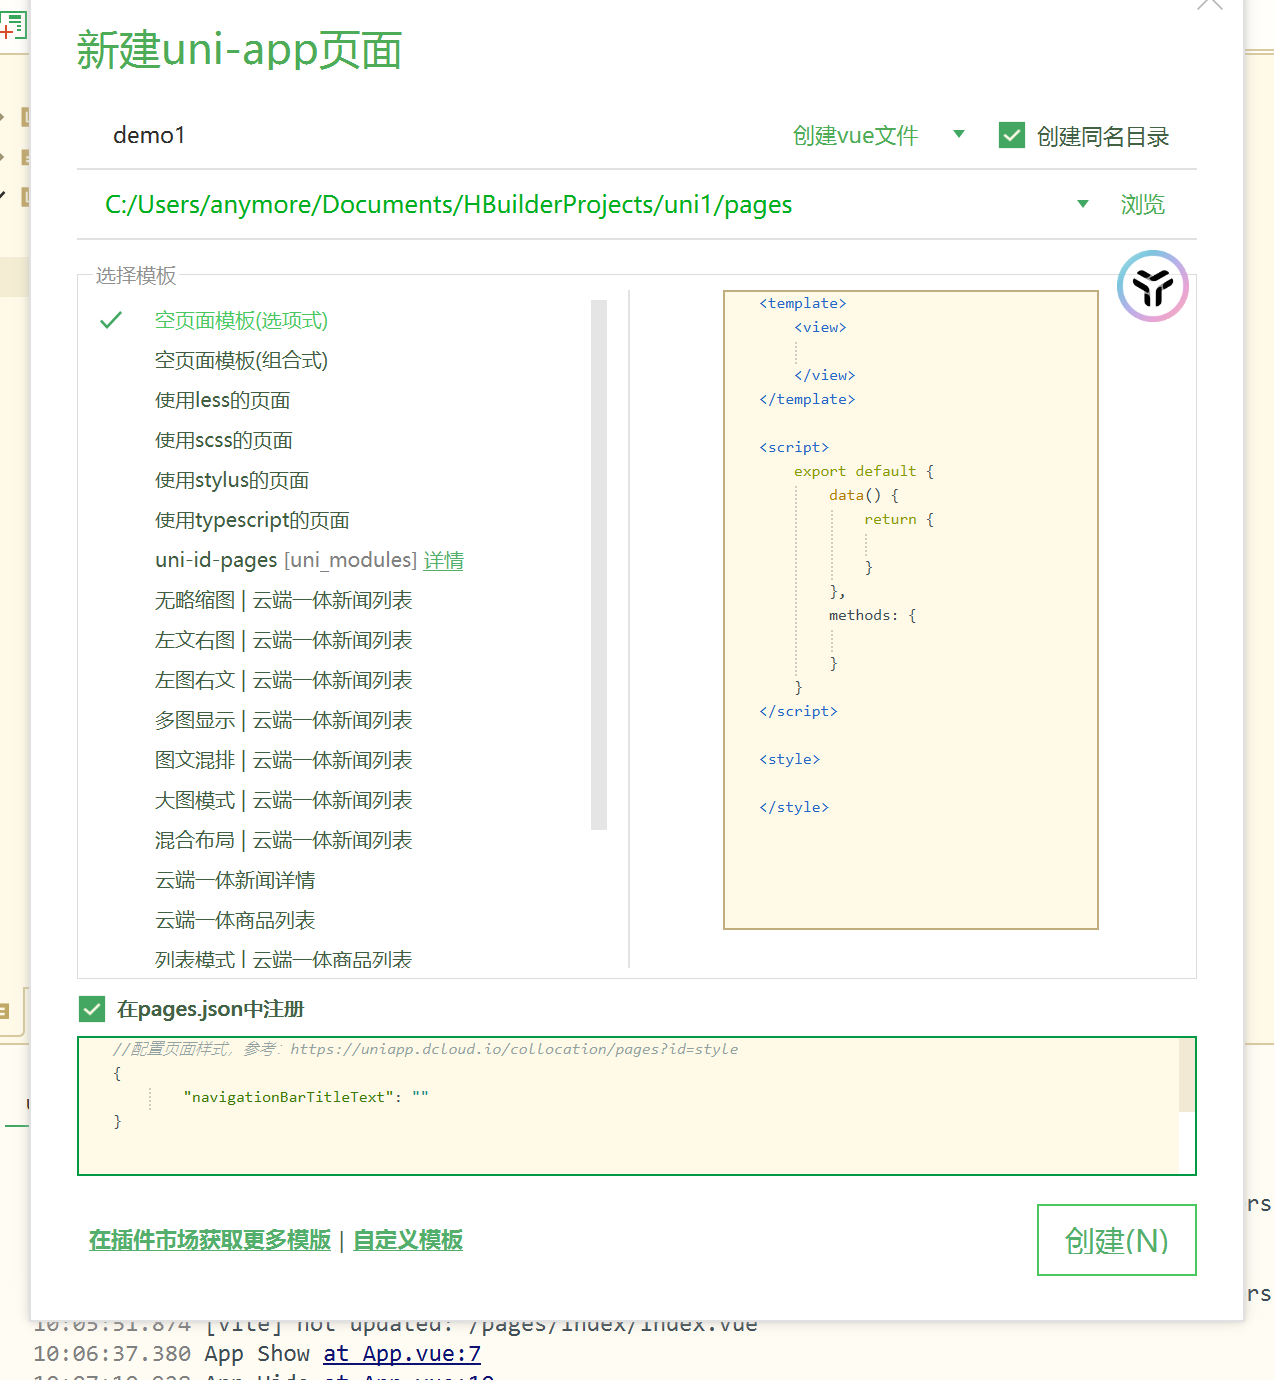 新建uni-app页面
demo1 创建vue文件 创建同名目录
C:/Users/anymore/Documents/HBuilderProjects/uni1/pages 浏览
选择模板
空页面模板(选项式)
空页面模板(组合式)
使用less的页面
使用scss的页面
使用stylus的页面
使用typescript的页面
uni-id-pages [uni_modules] 详情
无略缩图 | 云端一体新闻列表
左文右图 | 云端一体新闻列表
左图右文 | 云端一体新闻列表
多图显示 | 云端一体新闻列表
图文混排 | 云端一体新闻列表
大图模式 | 云端一体新闻列表
混合布局 | 云端一体新闻列表
云端一体新闻详情
云端一体商品列表
列表模式 | 云端一体商品列表
<template>
<view>
</view>
</template>
<script>
export default {
data() {
return {
}
},
methods: {
}
}
</script>
<style>
</style>
在pages.json中注册
//配置页面样式，参考：https://uniapp.dcloud.io/collocation/pages?id=style
{
"navigationBarTitleText": ""
}
rs
在插件市场获取更多模版 | 自定义模板 创建(N)
rs
10:05:51.874 [vite] not updated: /pages/index/index.vue
10:06:37.380 App Show at App.vue:7